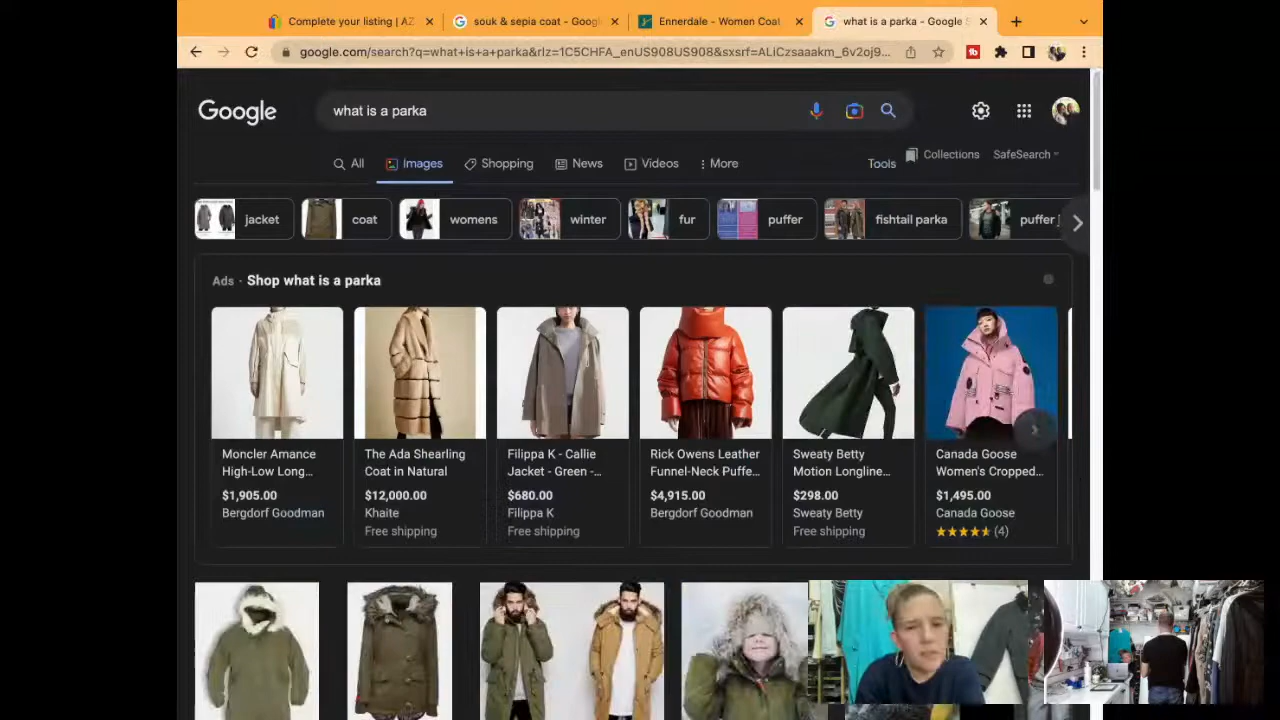 Complete your listing | AZ
souk & sepia coat - Google
Ennerdale - Women Coat
what is a parka - Google S
google.com/search?q=what+is+a+parka&rlz=1C5CHFA_enUS908US908&sxsrf=ALiCzsaaakm_6v2oj9...
Google
what is a parka
All
Images
Shopping
News
Videos
More
Tools
Collections
SafeSearch
jacket
coat
womens
winter
fur
puffer
fishtail parka
puffer j
Ads · Shop what is a parka
Moncler Amance
High-Low Long...
$1,905.00
Bergdorf Goodman
The Ada Shearling
Coat in Natural
$12,000.00
Khaite
Free shipping
Filippa K - Callie
Jacket - Green -...
$680.00
Filippa K
Free shipping
Rick Owens Leather
Funnel-Neck Puffe...
$4,915.00
Bergdorf Goodman
Sweaty Betty
Motion Longline...
$298.00
Sweaty Betty
Free shipping
Canada Goose
Women's Cropped...
$1,495.00
Canada Goose
(4)